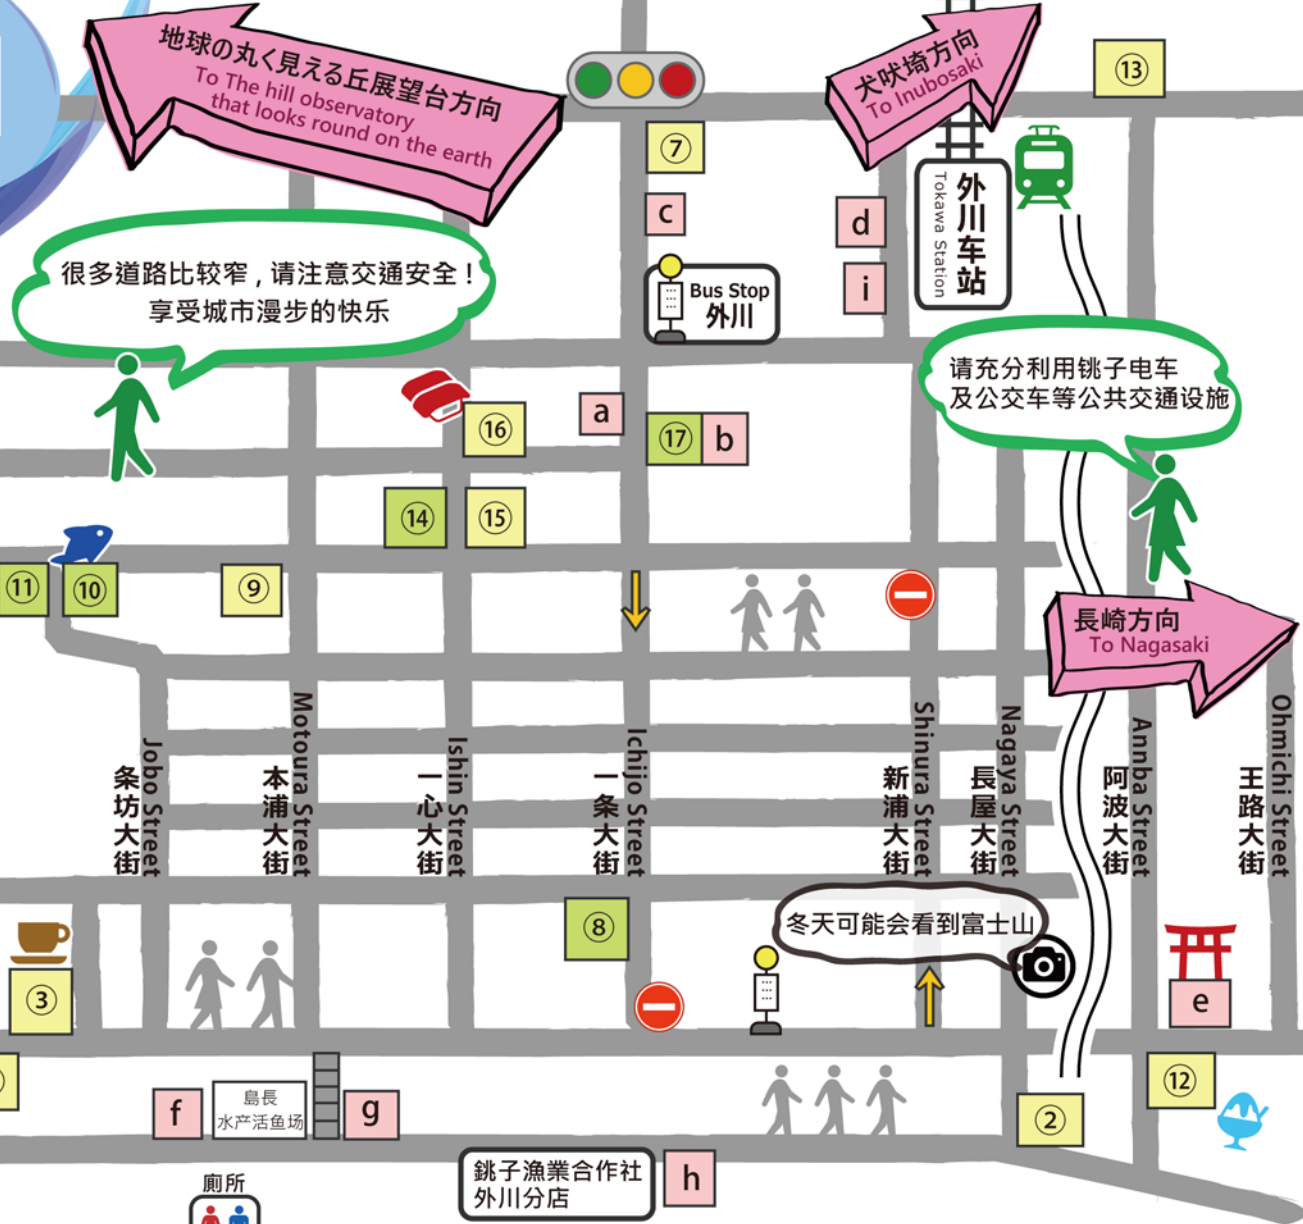 地球の丸く見える丘展望台方向
To The hill observatory
that looks round on the earth
犬吠埼方向
To Inubosaki
⑬
⑦
c
d
i
外川车站
Tokawa Station
Bus Stop
外川
很多道路比较窄，请注意交通安全！
享受城市漫步的快乐
请充分利用铫子电车
及公交车等公共交通设施
a
⑯
⑰
b
⑭
⑮
⑪
⑩
⑨
長崎方向
To Nagasaki
条坊大街
Jobo Street
本浦大街
Motoura Street
一心大街
Ishin Street
一条大街
Ichijo Street
新浦大街
Shinura Street
長屋大街
Nagaya Street
阿波大街
Annba Street
王路大街
Ohmichi Street
⑧
冬天可能会看到富士山
③
e
⑫
②
f
島長
水产活鱼场
g
銚子漁業合作社
外川分店
h
廁所